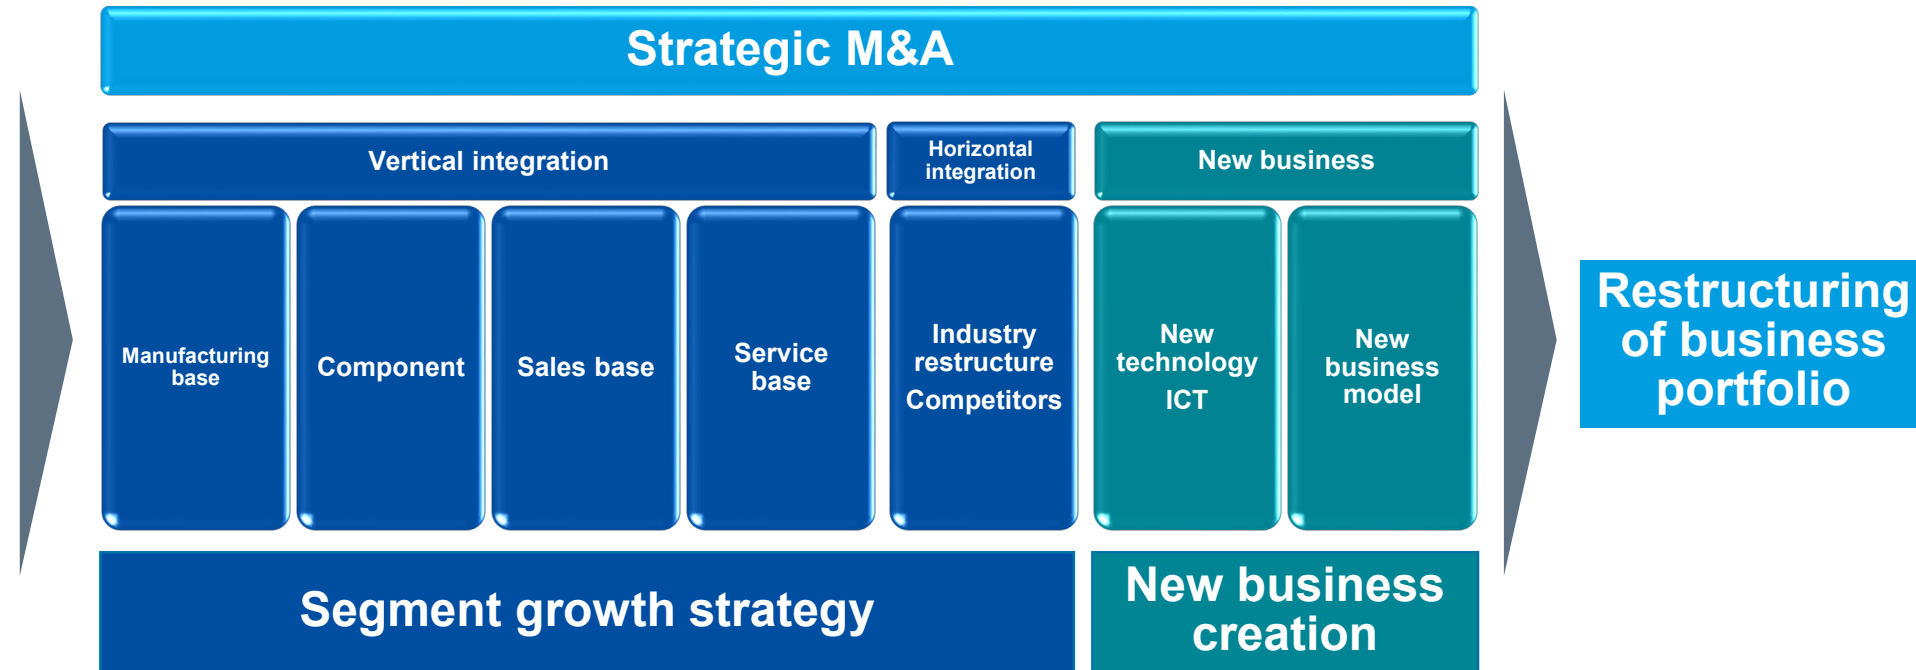 Strategic M&A
Vertical integration
Horizontal
integration
New business
Manufacturing
base
Component
Sales base
Service
base
Industry
restructure
Competitors
New
technology
ICT
New
business
model
Restructuring
of business
portfolio
Segment growth strategy
New business
creation